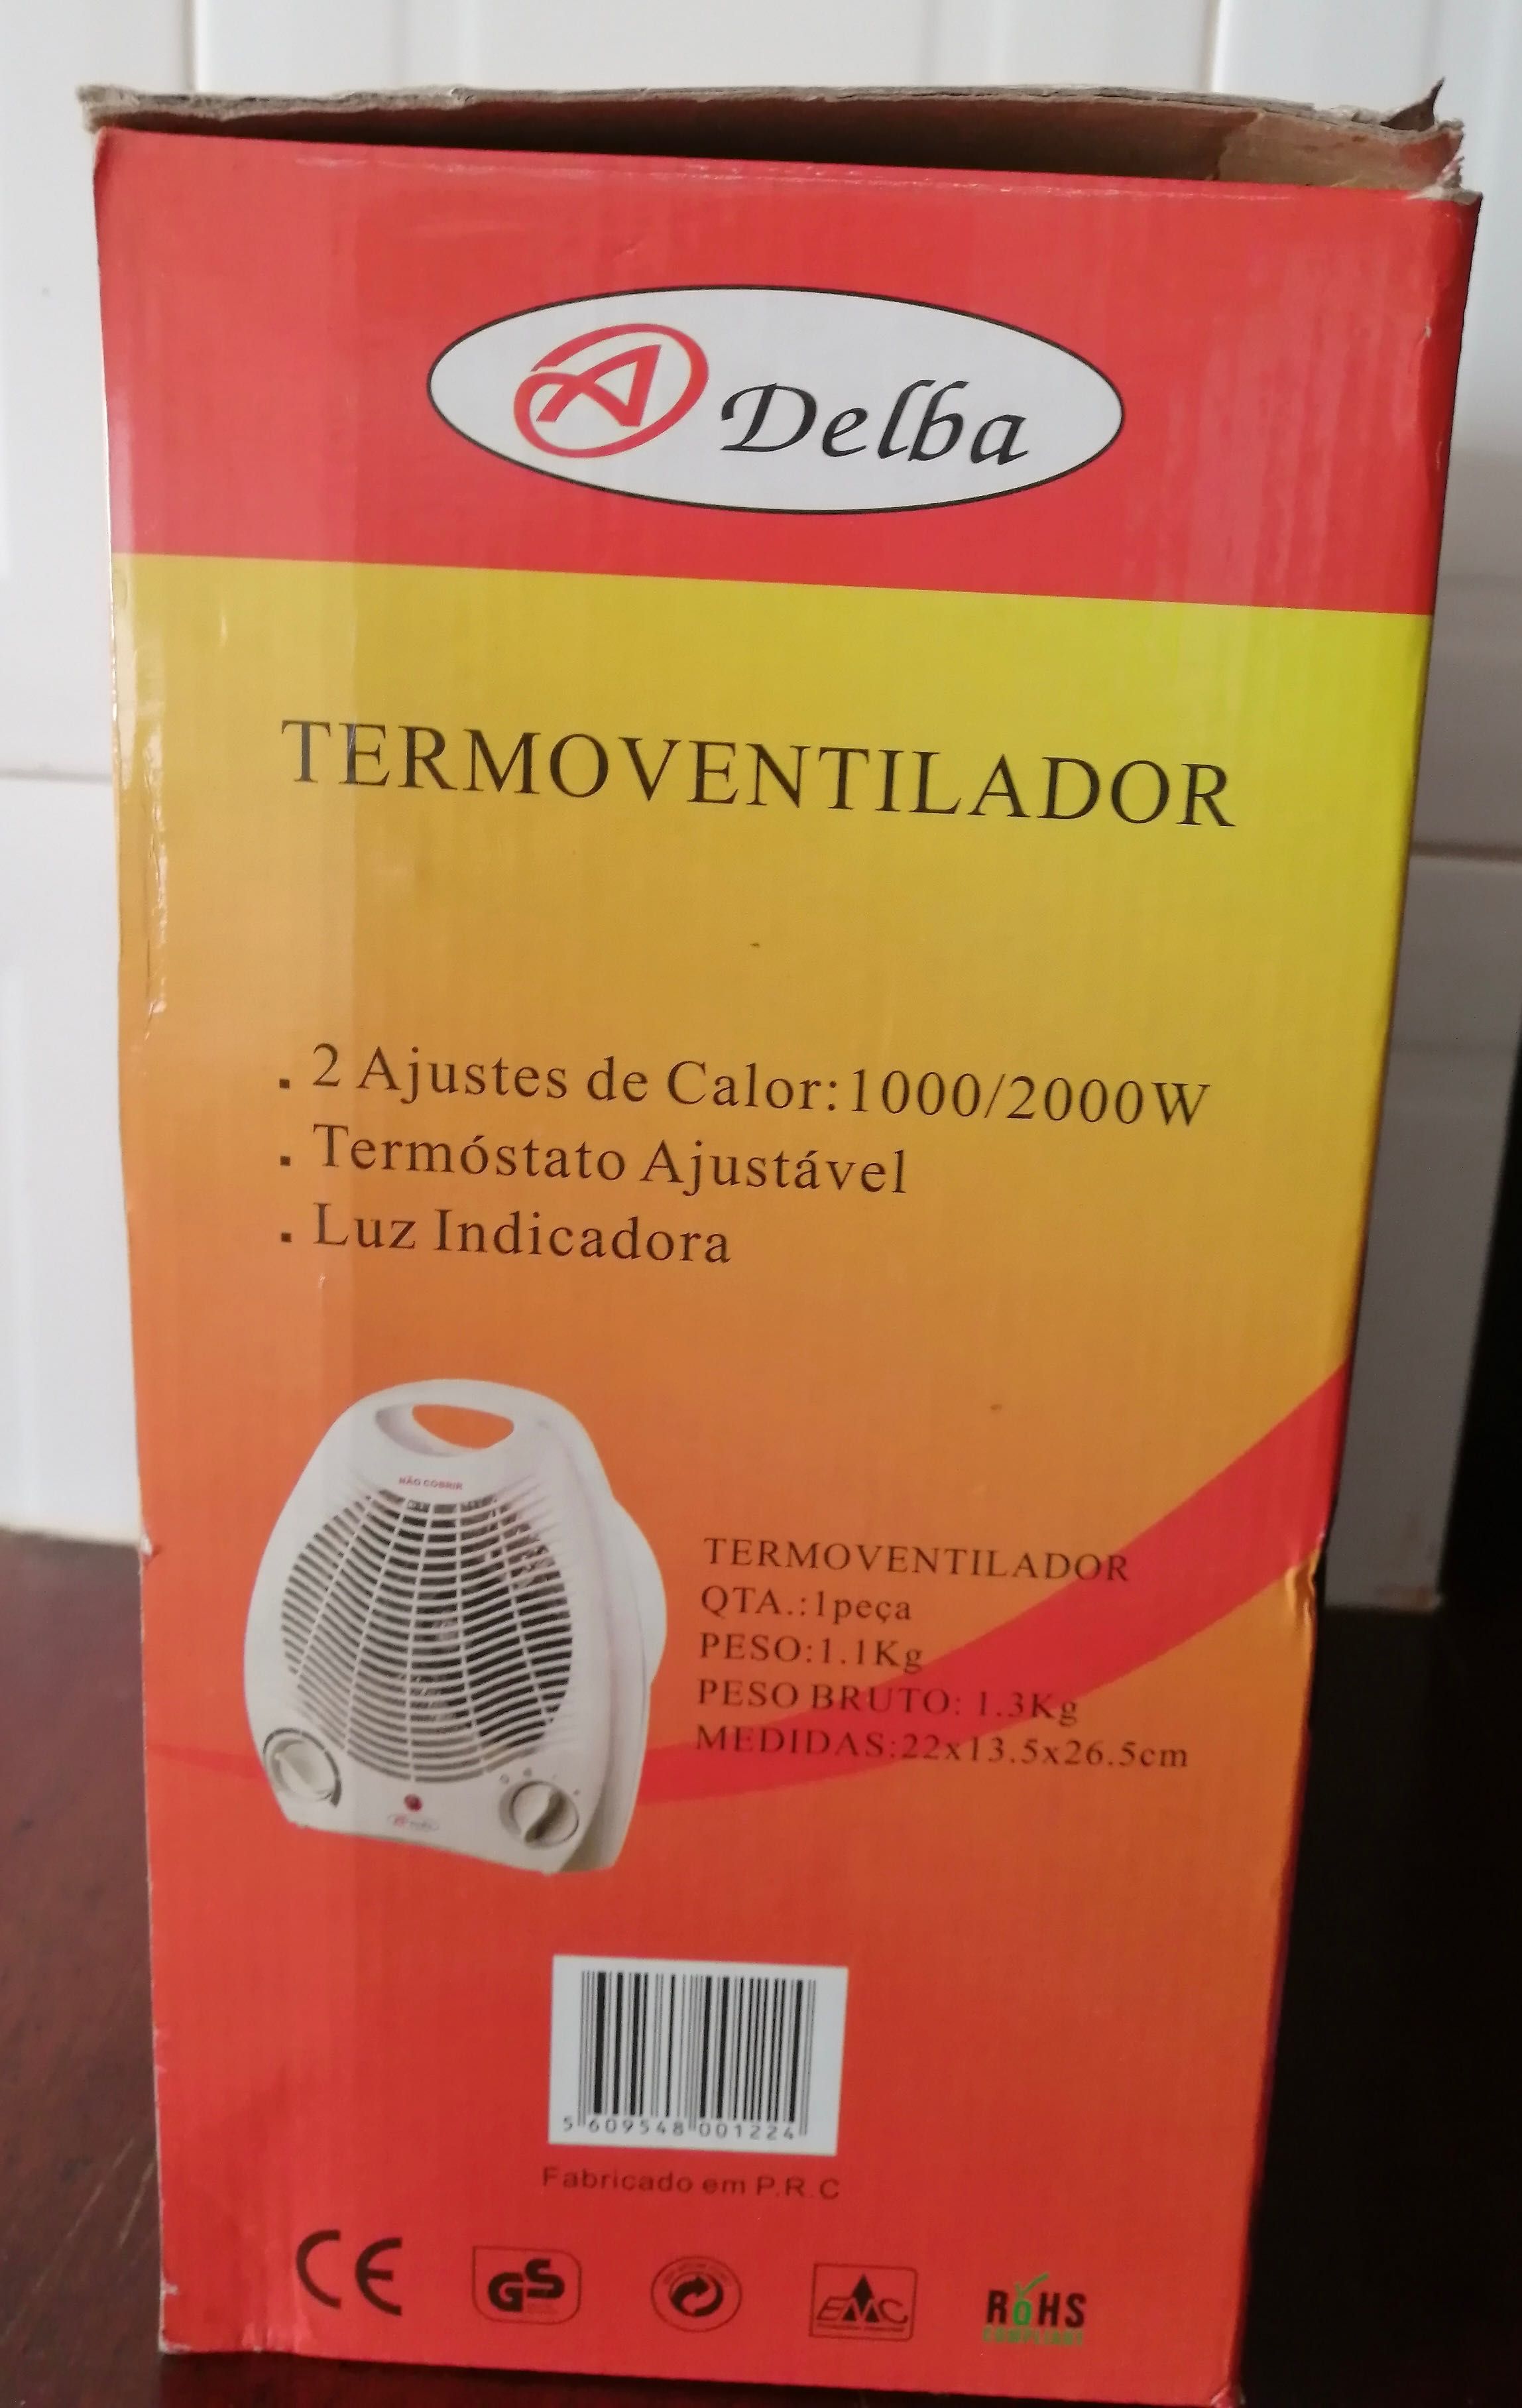 A Delba
TERMOVENTILADOR
. 2 Ajustes de Calor:1000/2000W
. Termóstato Ajustável
. Luz Indicadora
NÃO COBRIR
TERMOVENTILADOR
QTA.:1peça
PESO:1.1Kg
PESO BRUTO: 1.3Kg
MEDIDAS:22x13.5x26.5cm
5 609548 001224
Fabricado em P.R.C
CE GS EMC RoHS
COMPLIANT